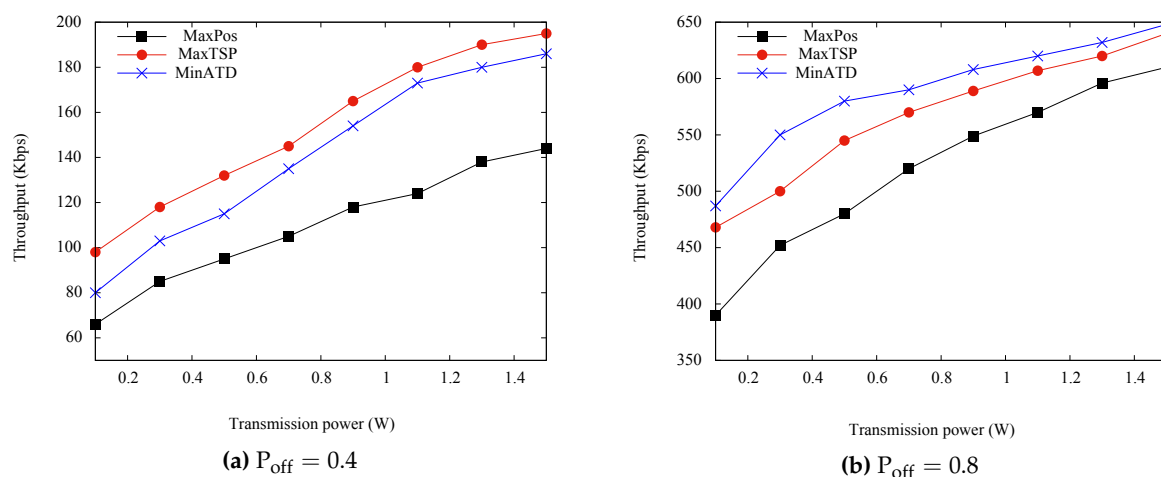 200
180
160
140
120
100
80
60
Throughput (Kbps)
MaxPos
MaxTSP
MinATD
0.2 0.4 0.6 0.8 1 1.2 1.4
Transmission power (W)
(a) P_off = 0.4
650
600
550
500
450
400
350
Throughput (Kbps)
MaxPos
MaxTSP
MinATD
0.2 0.4 0.6 0.8 1 1.2 1.4
Transmission power (W)
(b) P_off = 0.8